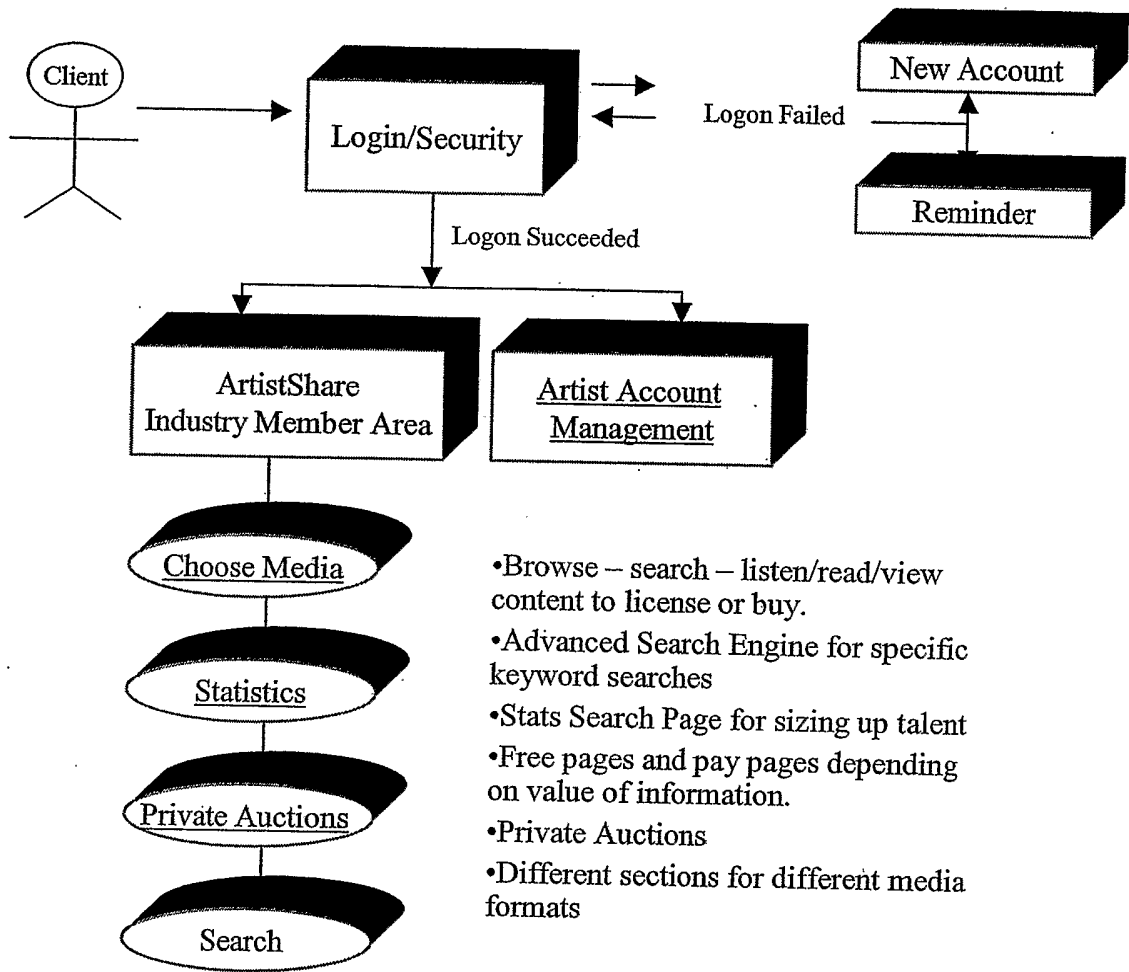 Client
Login/Security
Logon Failed
New Account
Reminder
Logon Succeeded
ArtistShare
Industry Member Area
Artist Account
Management
Choose Media
Statistics
Private Auctions
Search
•Browse – search – listen/read/view
content to license or buy.
•Advanced Search Engine for specific
keyword searches
•Stats Search Page for sizing up talent
•Free pages and pay pages depending
on value of information.
•Private Auctions
•Different sections for different media
formats